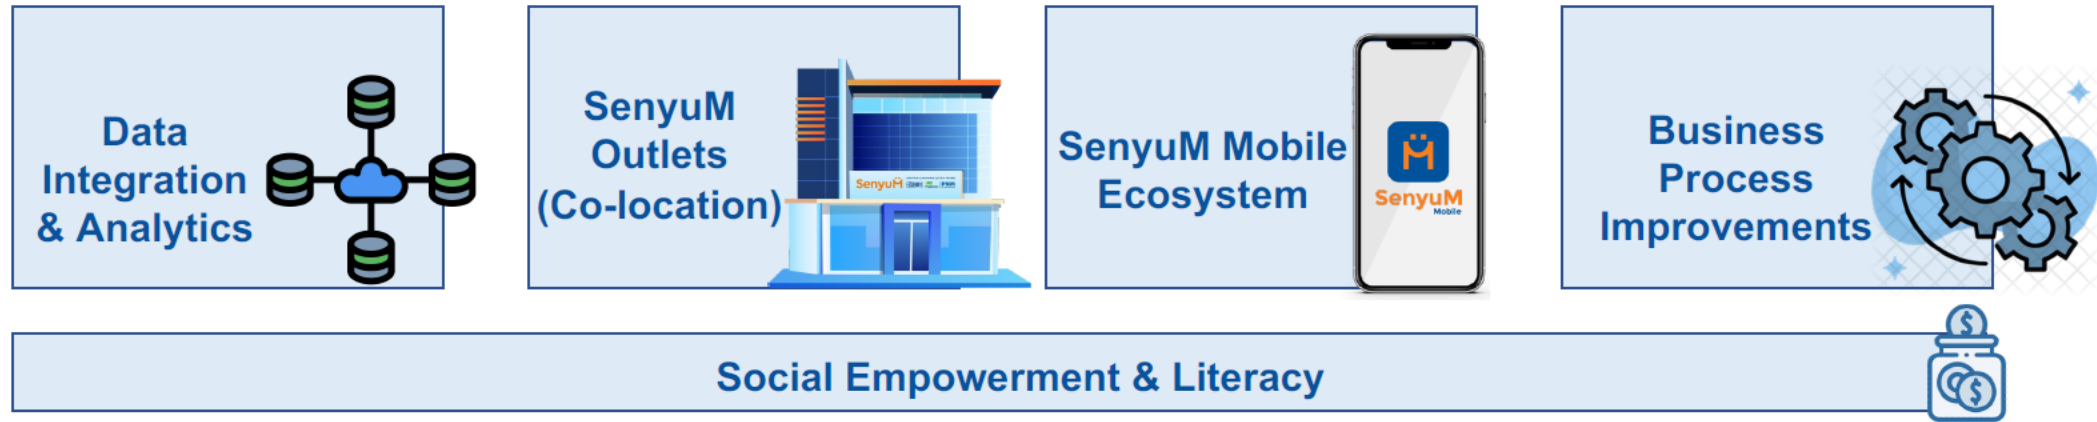 Data
Integration
& Analytics
SenyuM
Outlets
(Co-location)
SenyuM
SenyuM Mobile
Ecosystem
SenyuM
Mobile
Business
Process
Improvements
Social Empowerment & Literacy